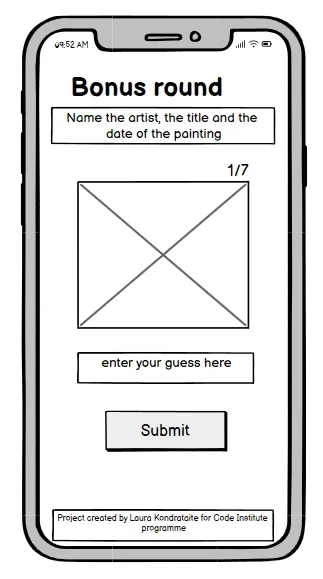 09:52 AM
Bonus round
Name the artist, the title and the
date of the painting
1/7
enter your guess here
Submit
Project created by Laura Kondrataite for Code Institute
programme